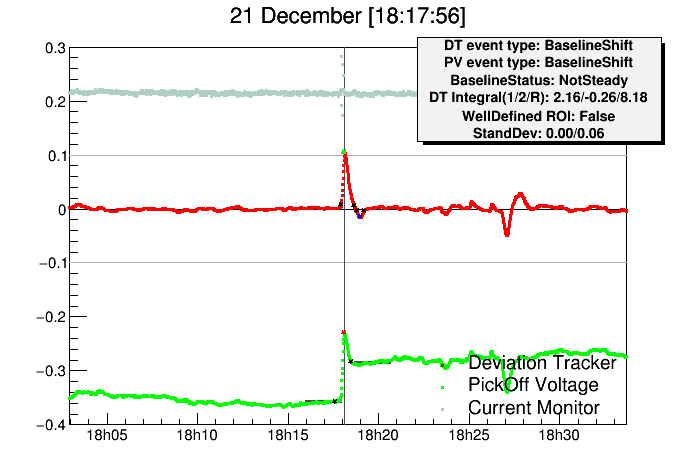 21 December [18:17:56]
DT event type: BaselineShift
PV event type: BaselineShift
BaselineStatus: NotSteady
DT Integral(1/2/R): 2.16/-0.26/8.18
WellDefined ROI: False
StandDev: 0.00/0.06
0.3
0.2
0.1
0
−0.1
−0.2
−0.3
−0.4
Deviation Tracker
PickOff Voltage
Current Monitor
18h05 18h10 18h15 18h20 18h25 18h30